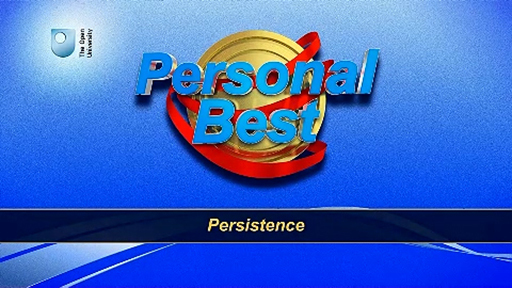 The Open
University
Personal
Best
Persistence